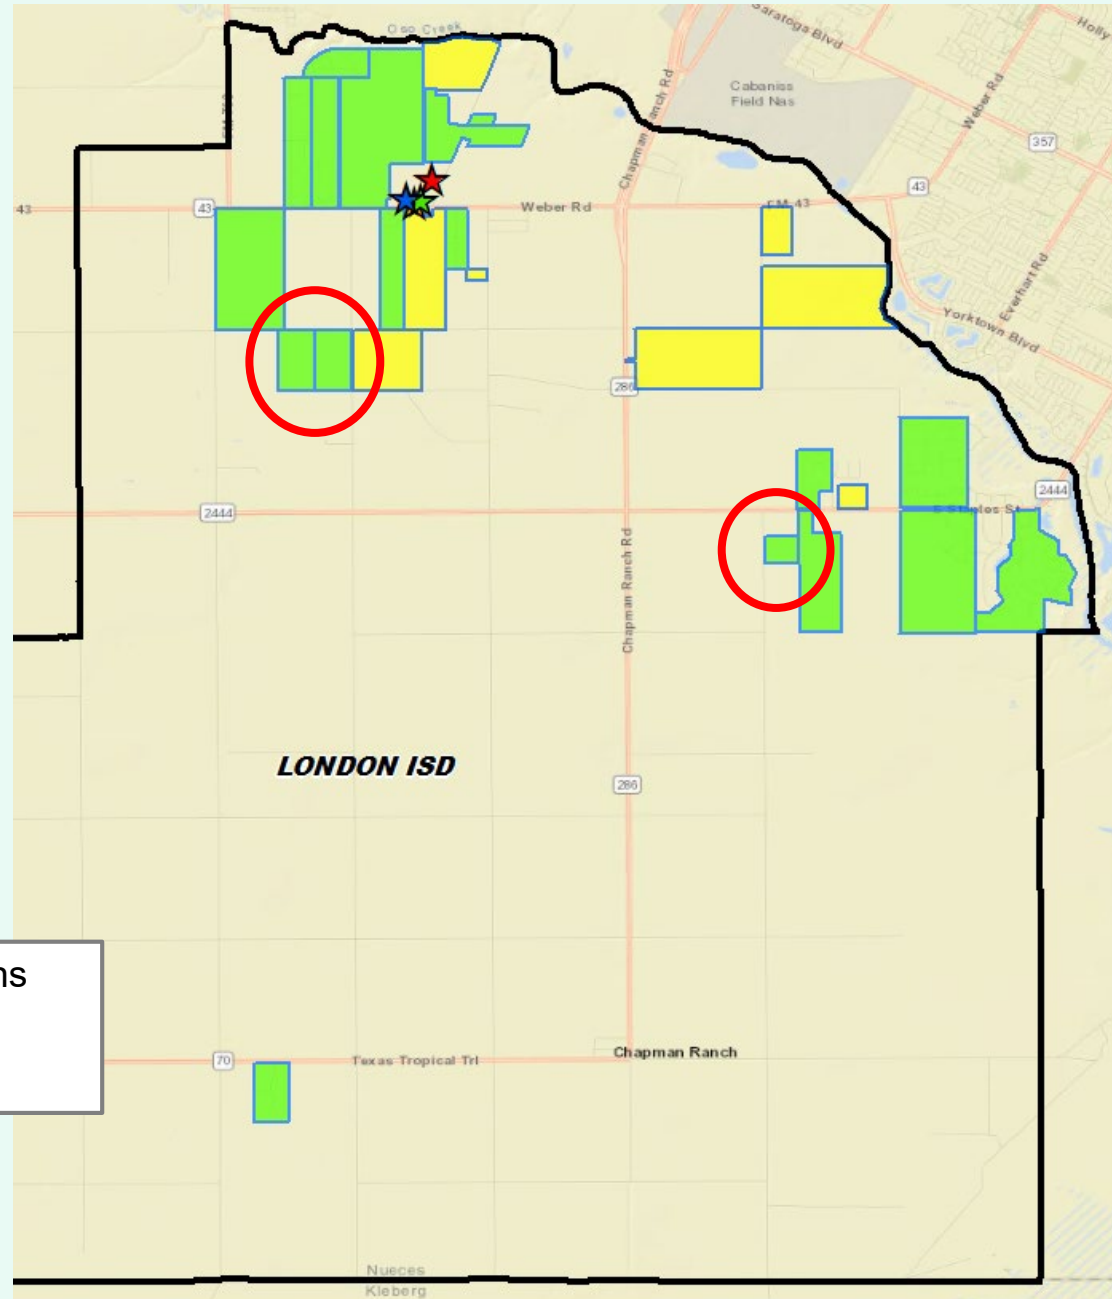 Oso Creek
Saratoga Blvd
Holly
Cabaniss
Field Nas
Chapman Ranch Rd
Weber Rd
357
43
43
43
Weber Rd
FM 43
Everhart Rd
Yorktown Blvd
286
2444
2444
S Staples St
Chapman Ranch Rd
LONDON ISD
286
70
Texas Tropical Trl
Chapman Ranch
Nueces
Kleberg